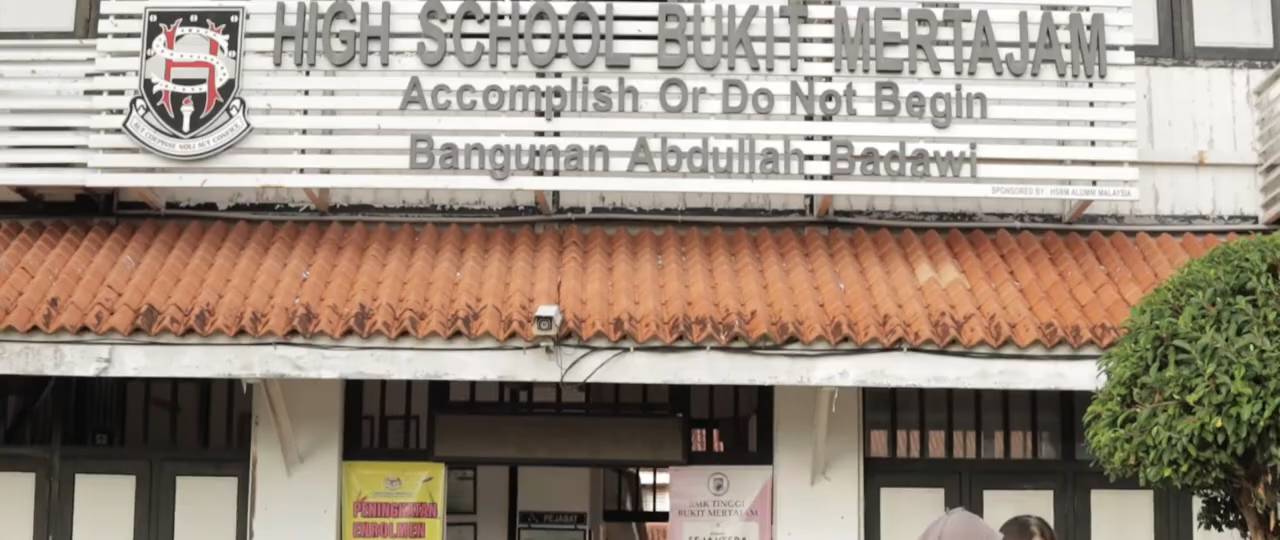 HIGH SCHOOL BUKIT MERTAJAM
Accomplish Or Do Not Begin
Bangunan Abdullah Badawi
SPONSORED BY : HSBM ALUMNI MALAYSIA
PENINGKATAN
ENROLMEN
PEJABAT
SMK TINGGI
BUKIT MERTAJAM